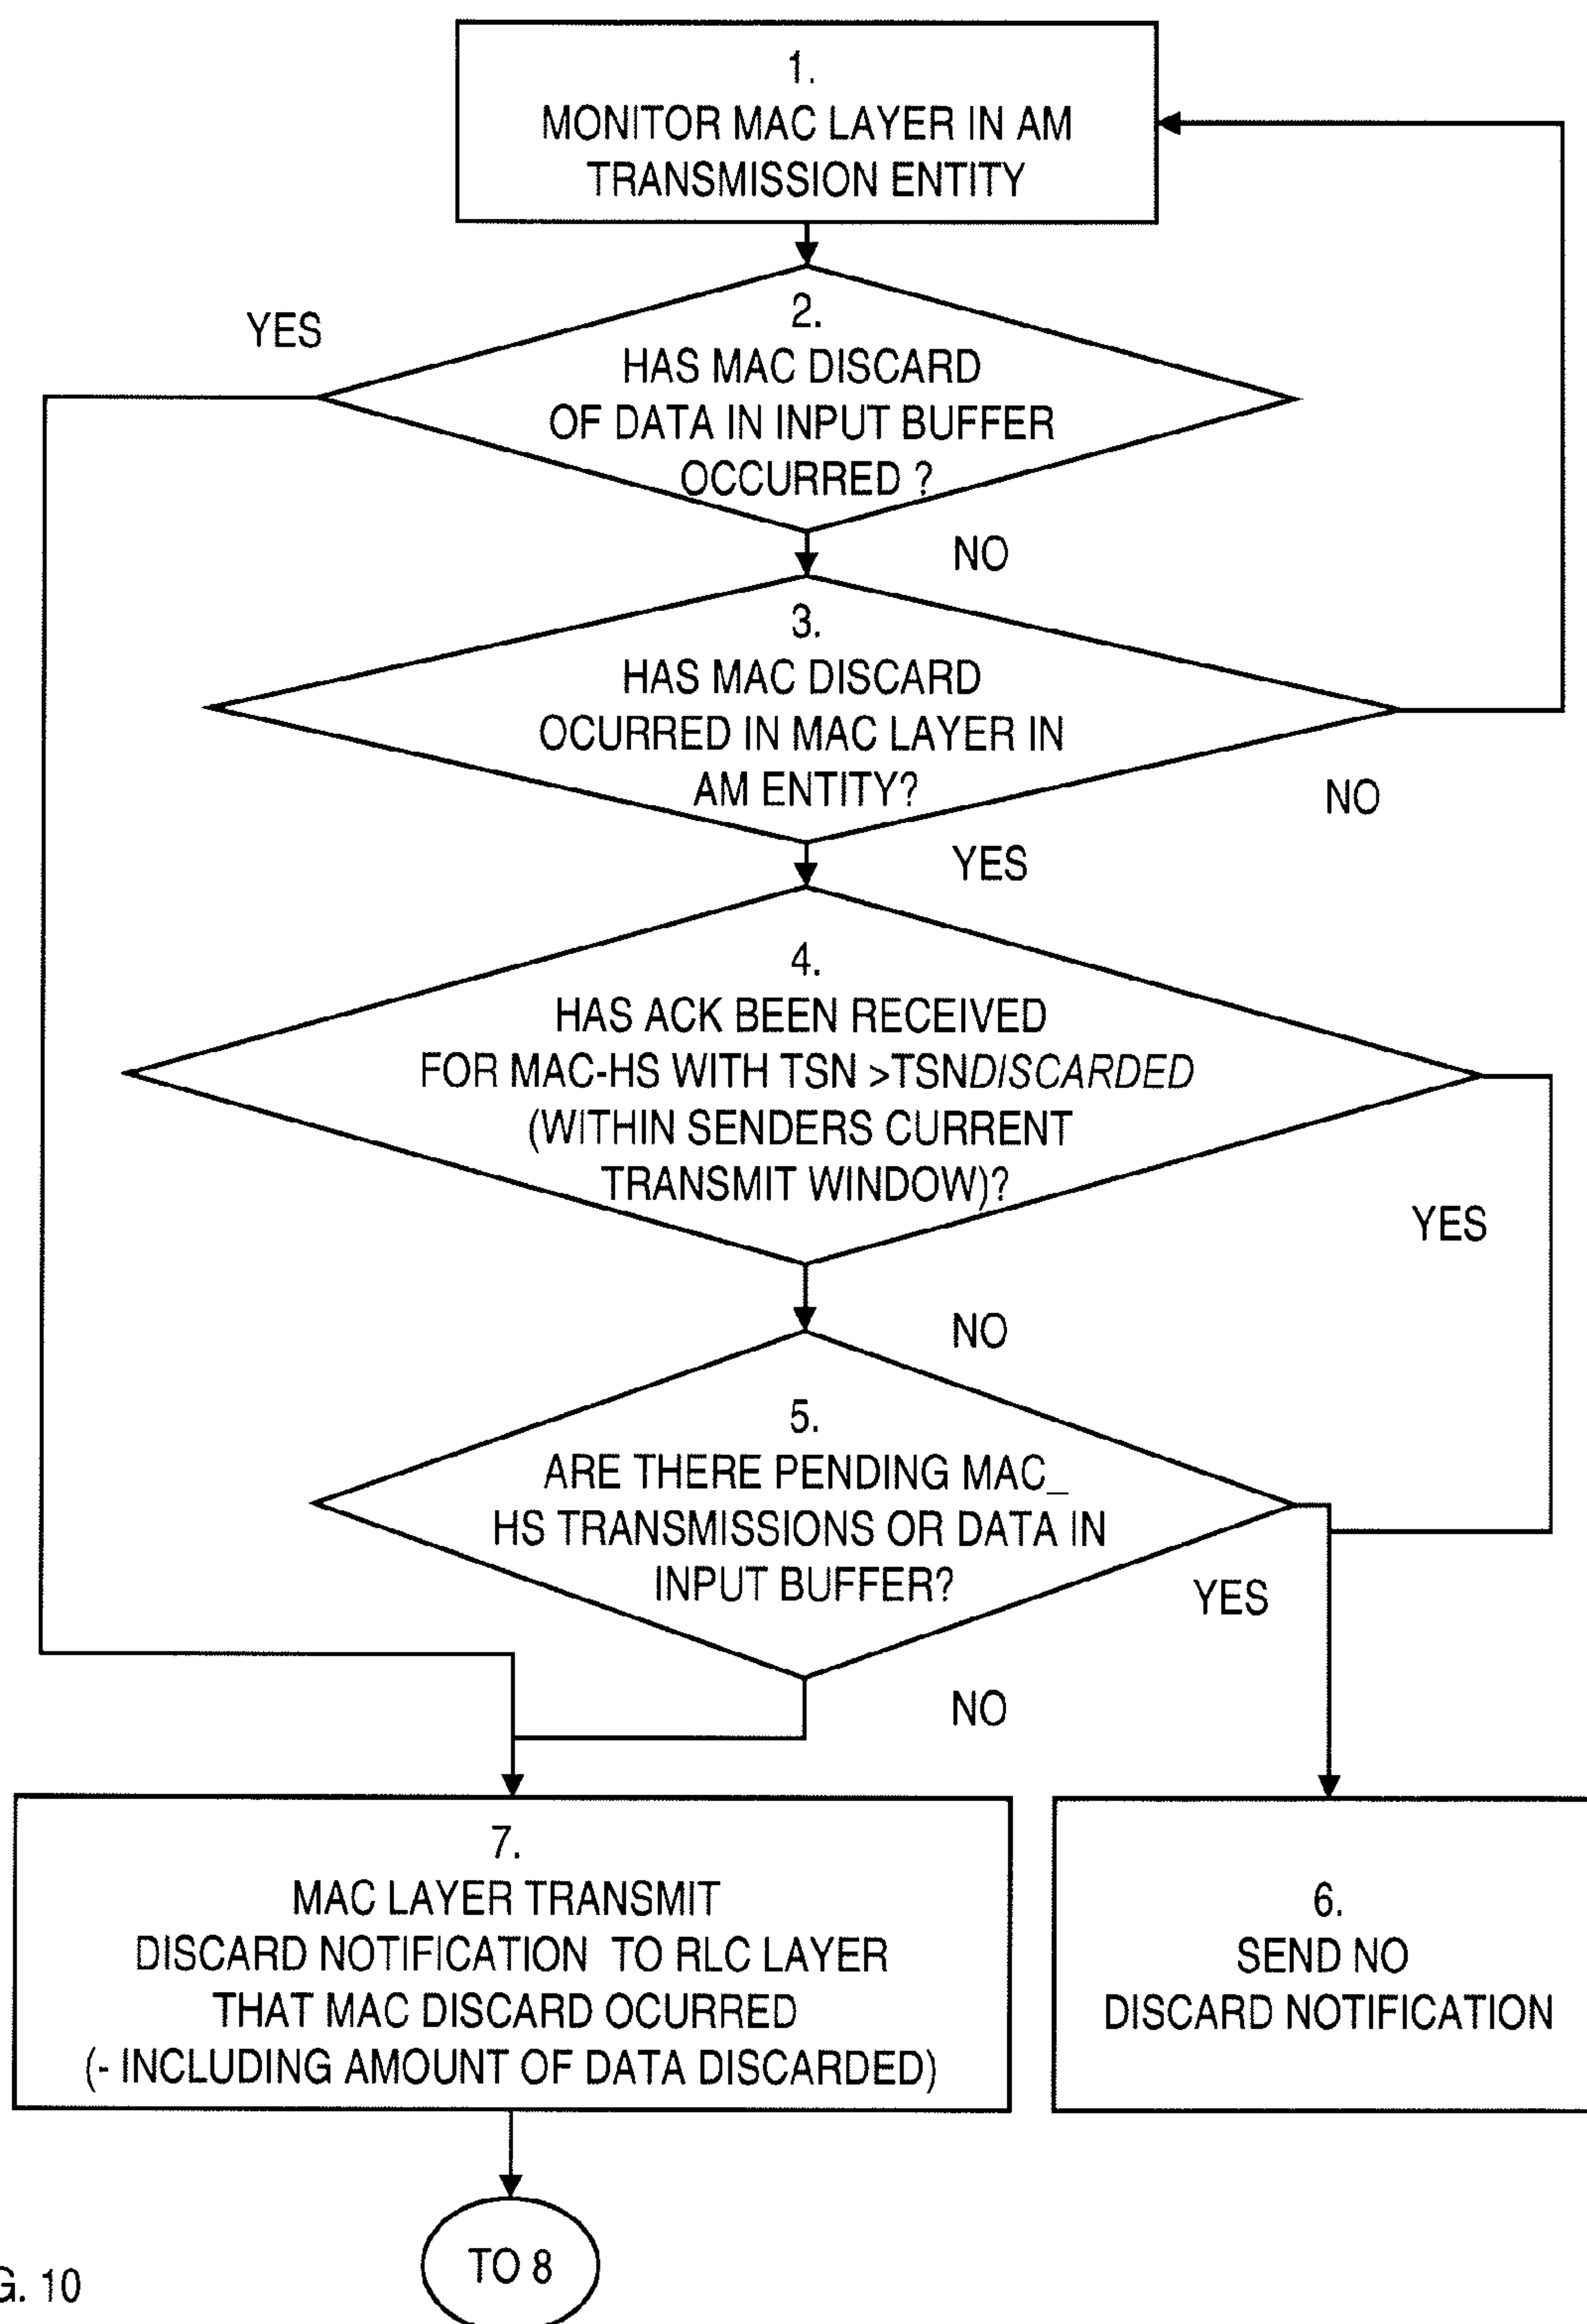 1.
MONITOR MAC LAYER IN AM
TRANSMISSION ENTITY
YES
2.
HAS MAC DISCARD
OF DATA IN INPUT BUFFER
OCCURRED ?
NO
3.
HAS MAC DISCARD
OCURRED IN MAC LAYER IN
AM ENTITY?
NO
YES
4.
HAS ACK BEEN RECEIVED
FOR MAC-HS WITH TSN >TSNDISCARDED
(WITHIN SENDERS CURRENT
TRANSMIT WINDOW)?
YES
NO
5.
ARE THERE PENDING MAC_
HS TRANSMISSIONS OR DATA IN
INPUT BUFFER?
YES
NO
7.
MAC LAYER TRANSMIT
DISCARD NOTIFICATION TO RLC LAYER
THAT MAC DISCARD OCURRED
(- INCLUDING AMOUNT OF DATA DISCARDED)
6.
SEND NO
DISCARD NOTIFICATION
TO 8
G. 10